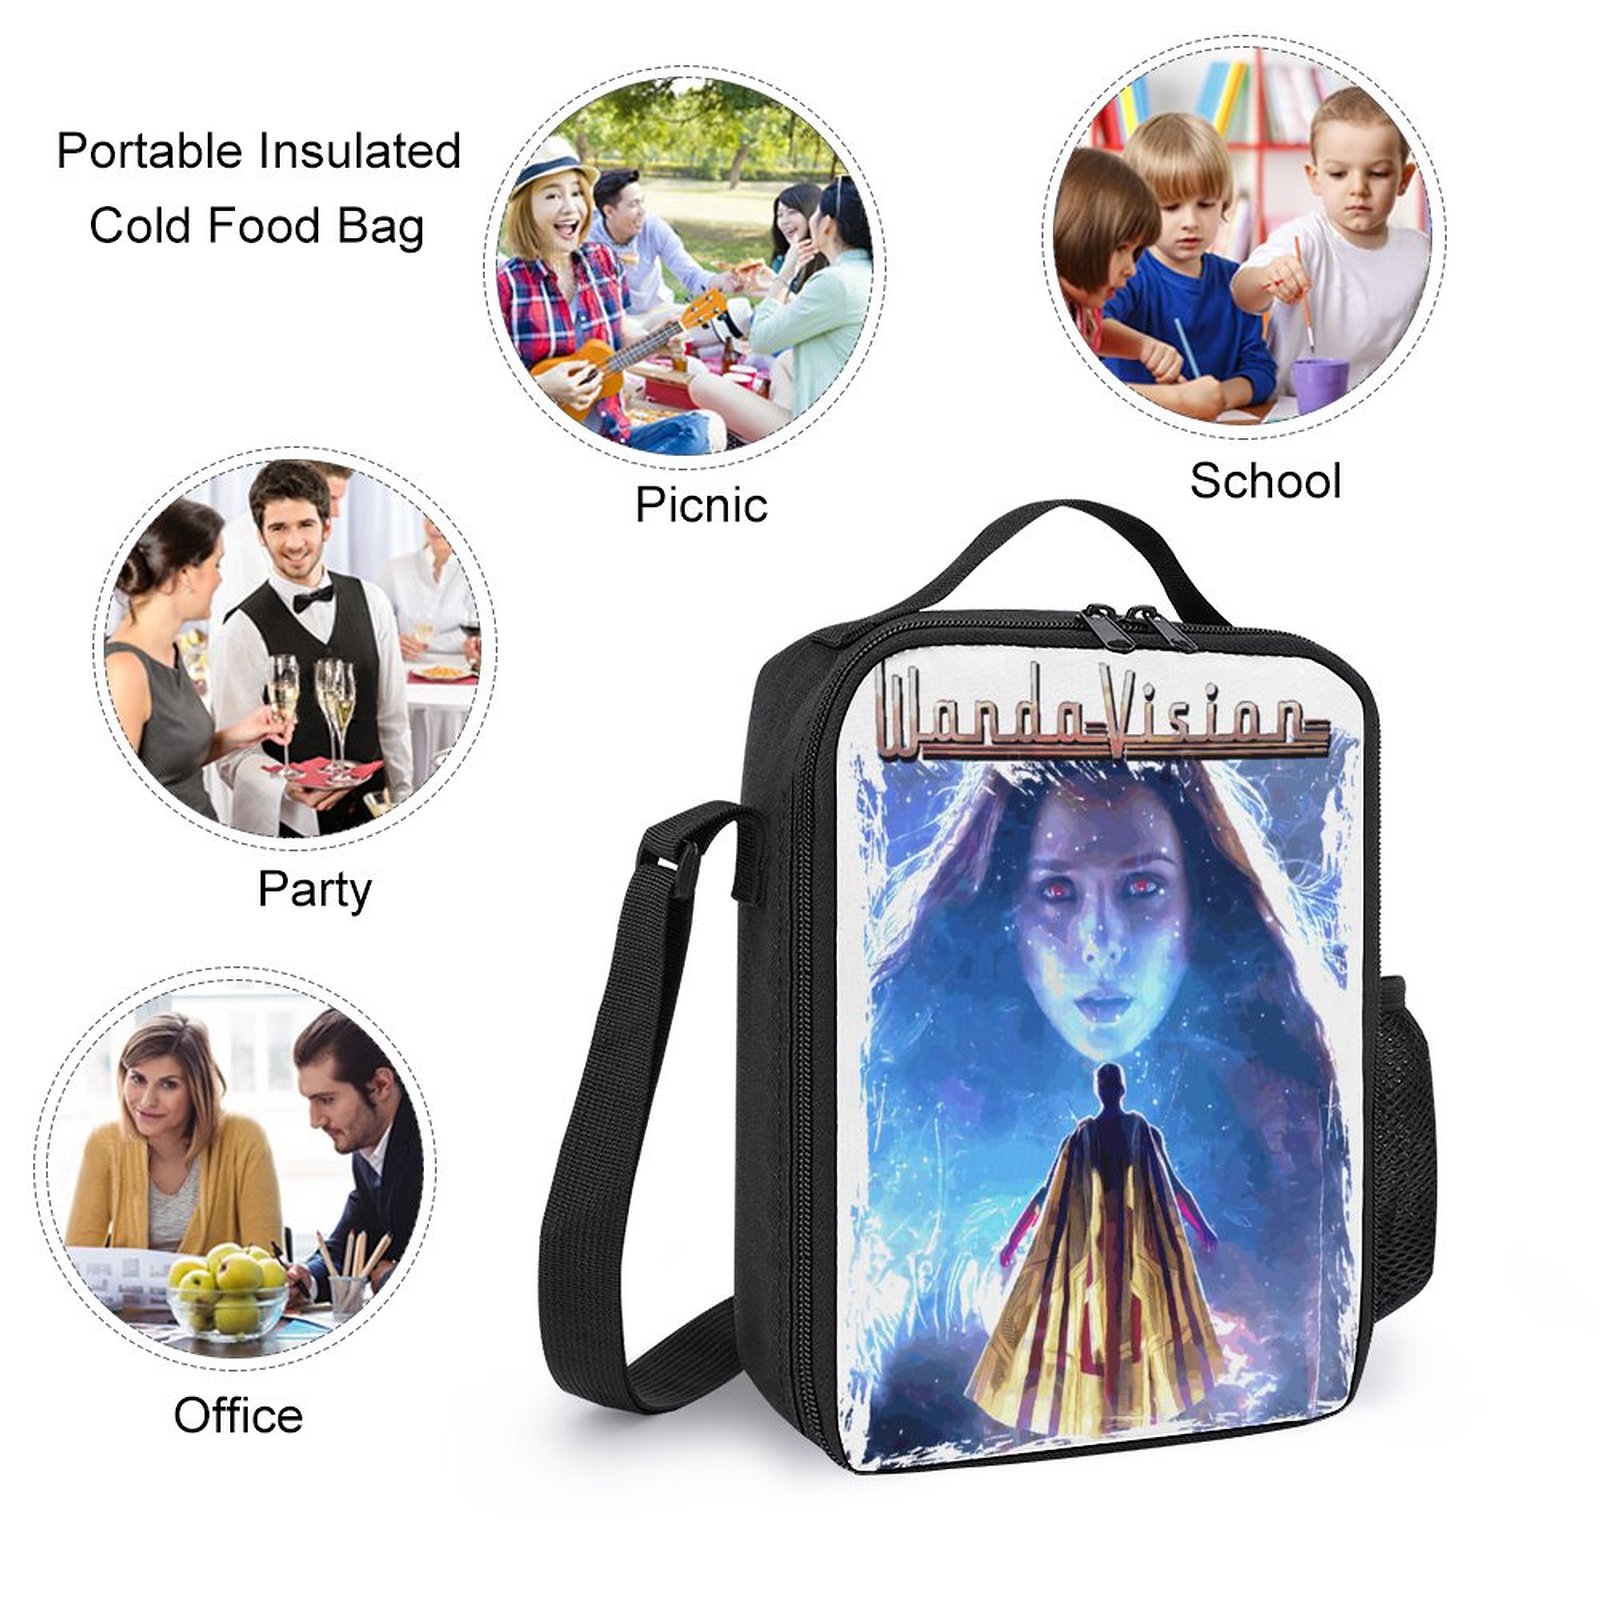 Portable Insulated
Cold Food Bag
Picnic
School
Party
Office
WandaVision